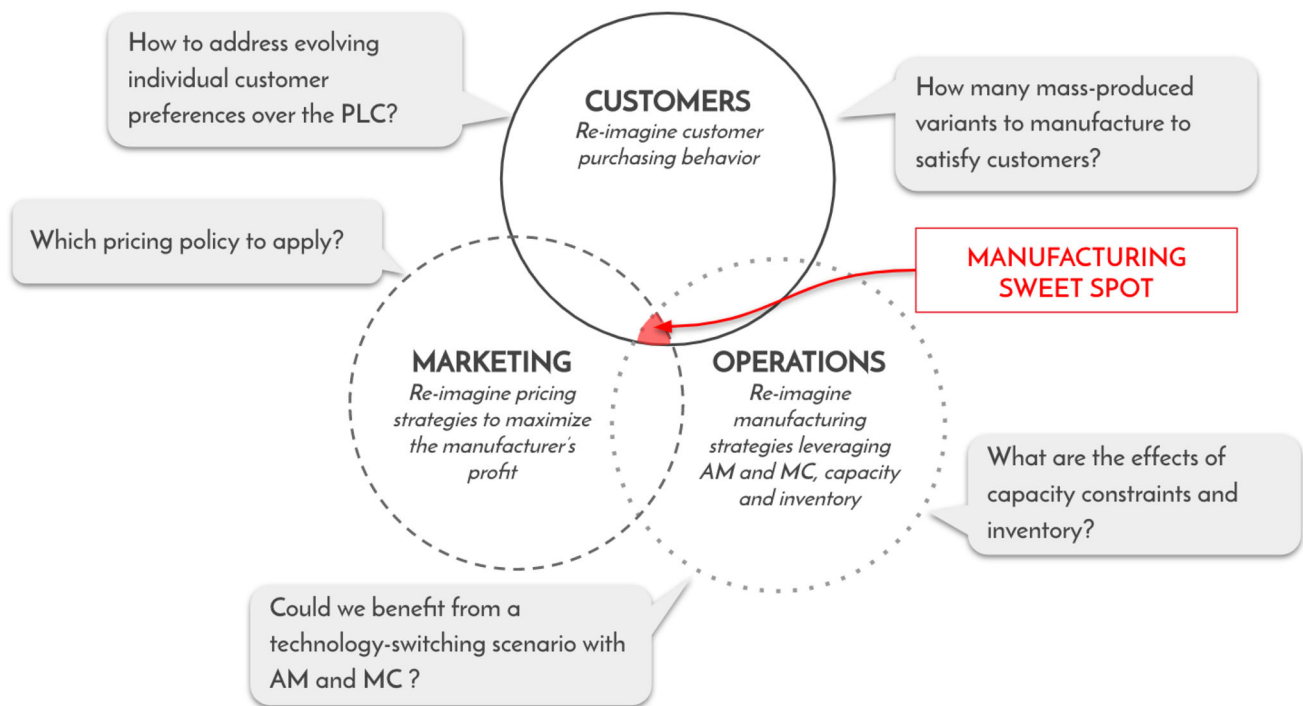 How to address evolving
individual customer
preferences over the PLC?
CUSTOMERS
Re-imagine customer
purchasing behavior
How many mass-produced
variants to manufacture to
satisfy customers?
Which pricing policy to apply?
MANUFACTURING
SWEET SPOT
MARKETING
Re-imagine pricing
strategies to maximize
the manufacturer's
profit
OPERATIONS
Re-imagine
manufacturing
strategies leveraging
AM and MC, capacity
and inventory
What are the effects of
capacity constraints and
inventory?
Could we benefit from a
technology-switching scenario with
AM and MC ?